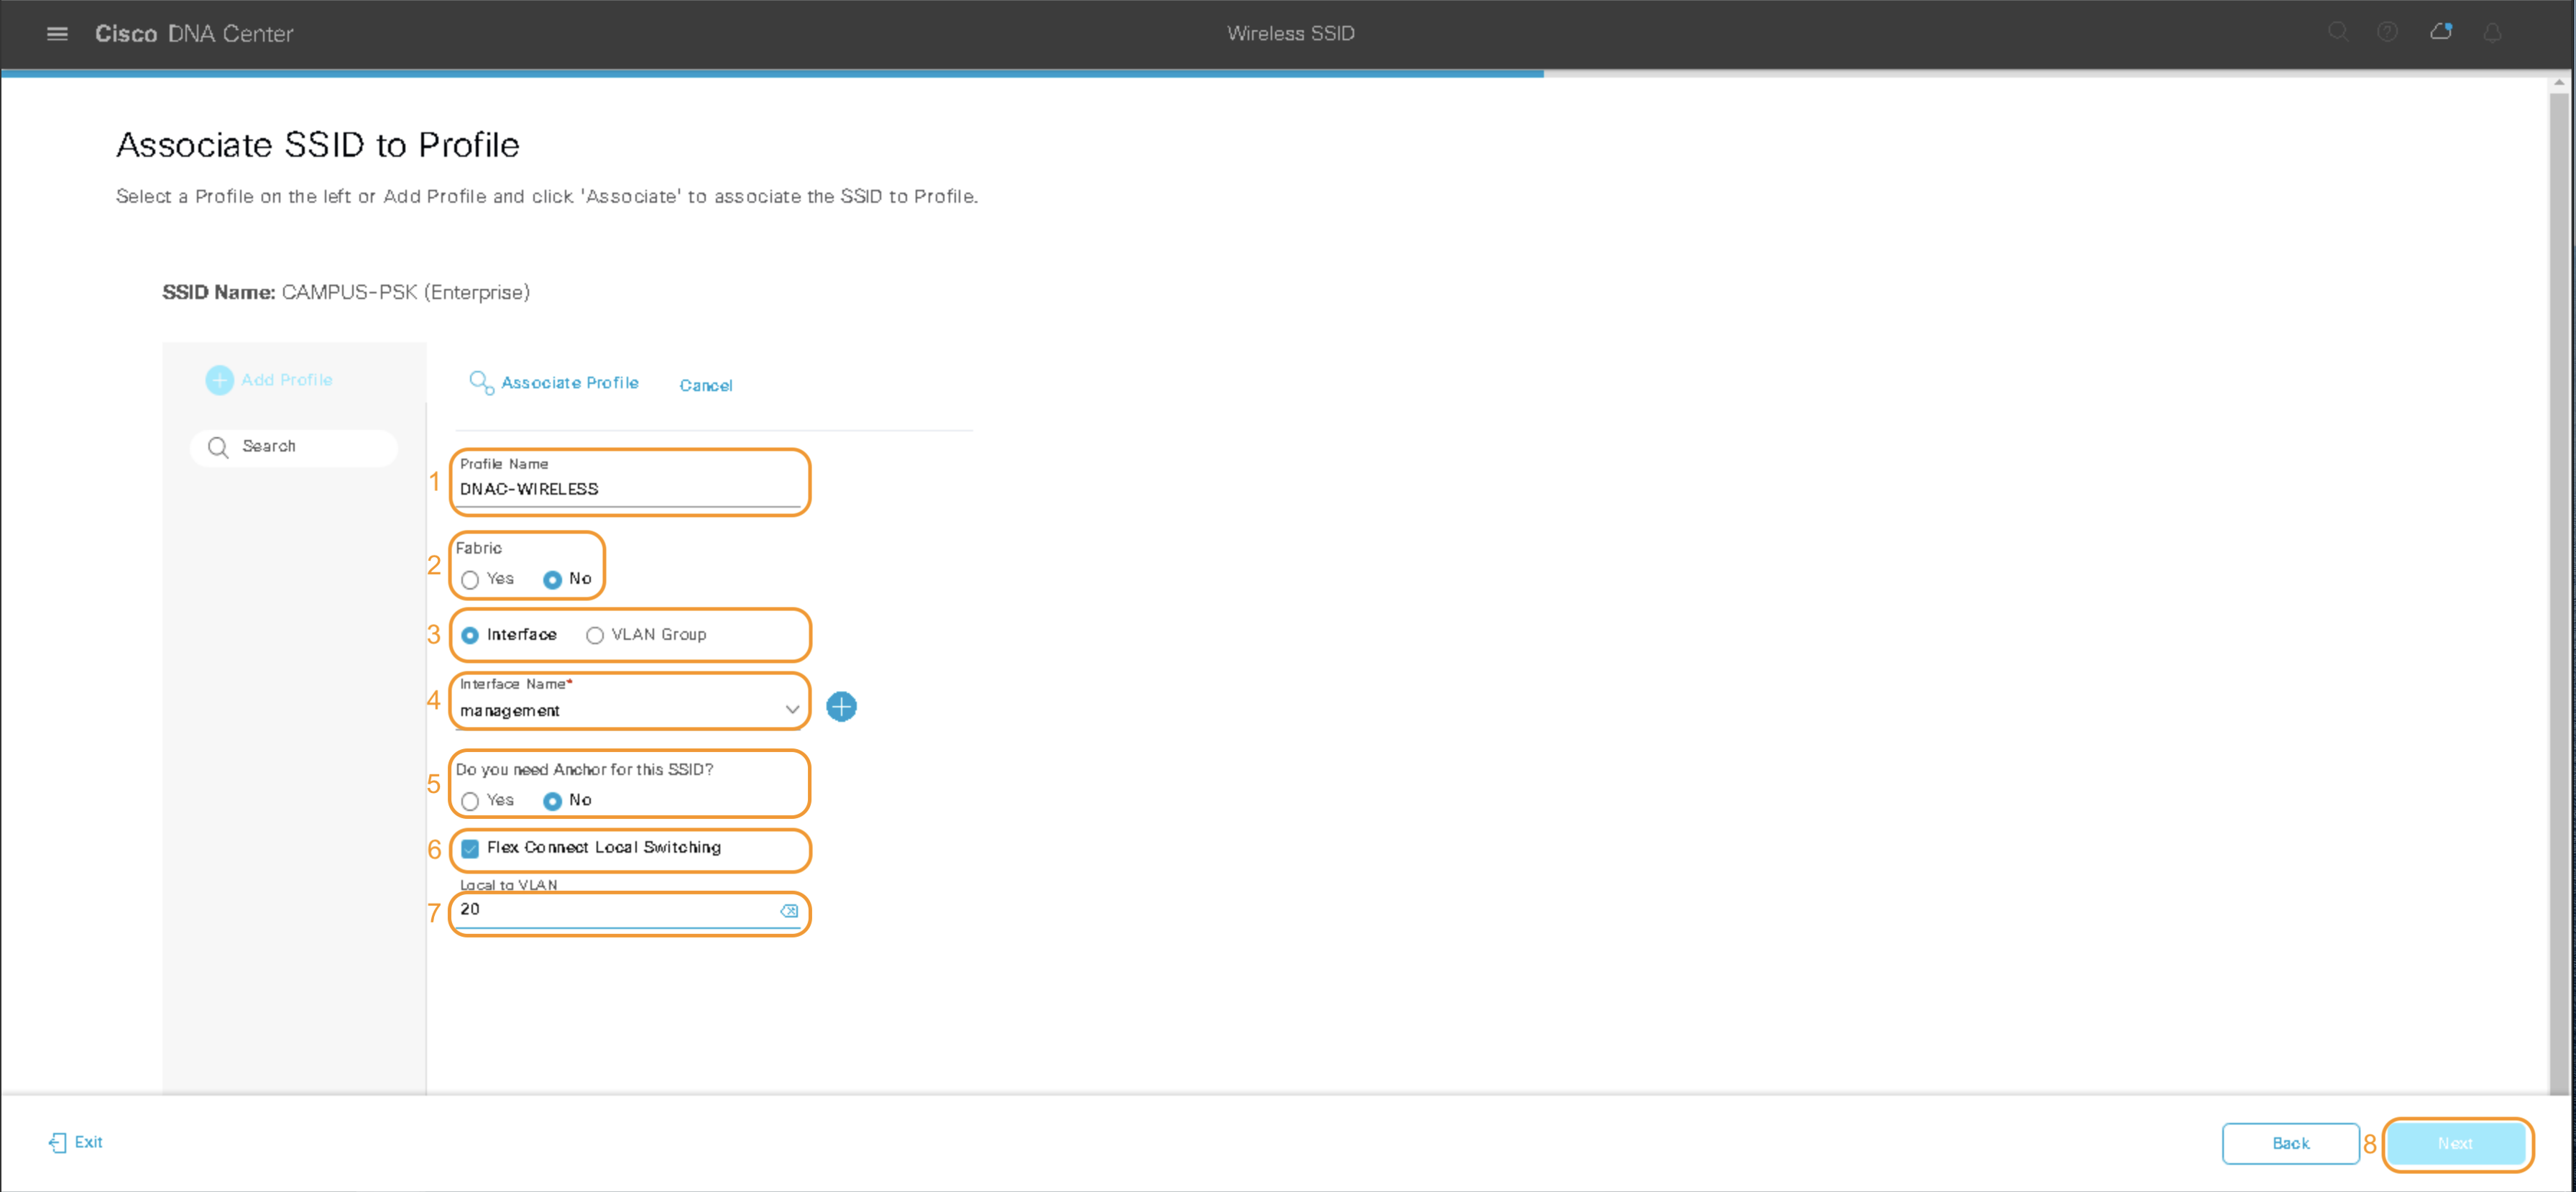 Cisco DNA Center
Wireless SSID
Associate SSID to Profile
Select a Profile on the left or Add Profile and click 'Associate' to associate the SSID to Profile.
SSID Name: CAMPUS-PSK (Enterprise)
Add Profile
Associate Profile
Cancel
Search
1
Profile Name
DNAC-WIRELESS
2
Fabric
Yes No
3
Interface VLAN Group
4
Interface Name*
management
5
Do you need Anchor for this SSID?
Yes No
6
Flex Connect Local Switching
Local to VLAN
7
20
Exit
Back
8
Next